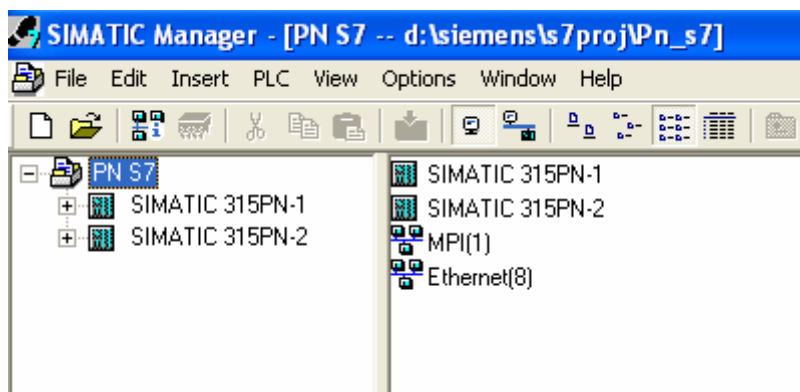 SIMATIC Manager - [PN S7 -- d:\siemens\s7proj\Pn_s7]
File Edit Insert PLC View Options Window Help
PN S7
SIMATIC 315PN-1
SIMATIC 315PN-2
SIMATIC 315PN-1
SIMATIC 315PN-2
MPI(1)
Ethernet(8)